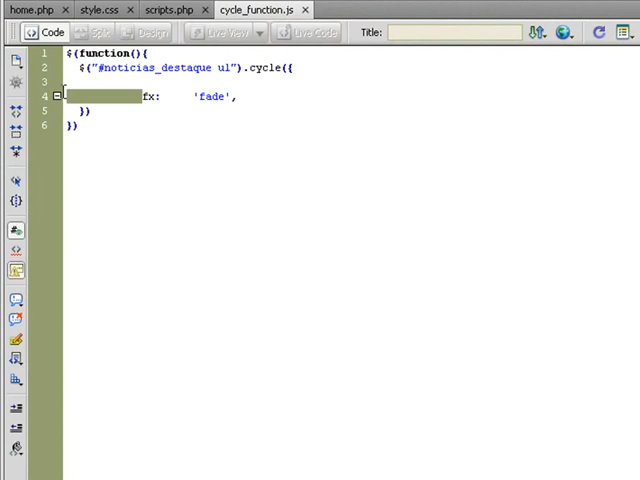 home.php × style.css × scripts.php × cycle_function.js ×
Code Split Design Live View Live Code Title:
1 $(function(){
2 $("#noticias_destaque ul").cycle({
3
4 fx: 'fade',
5 })
6 })